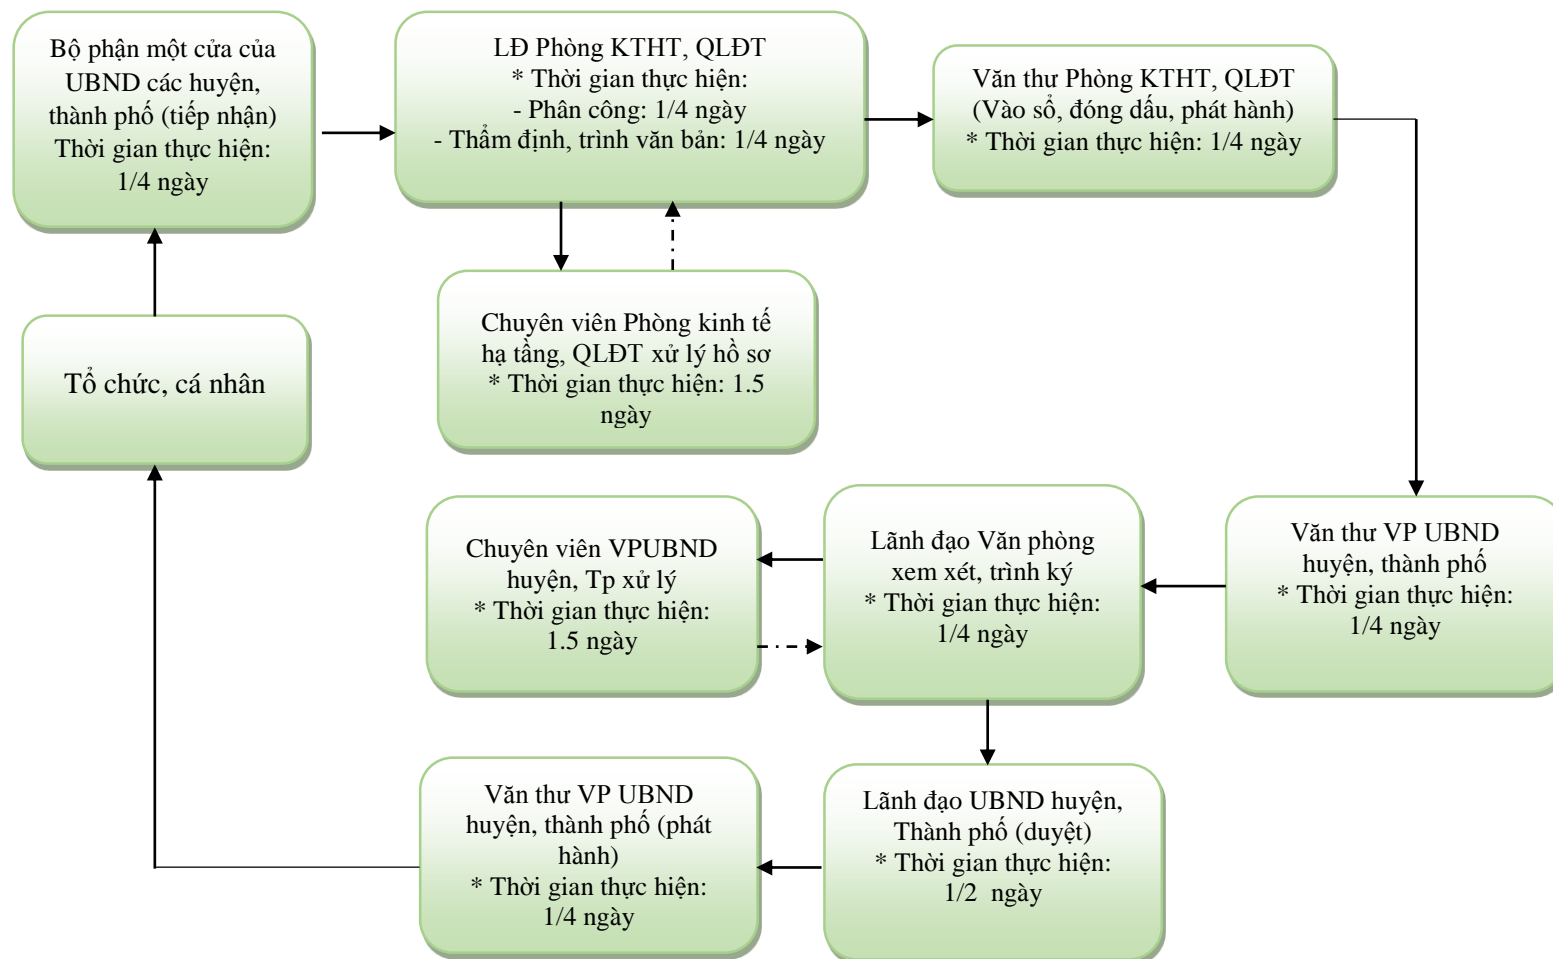 Bộ phận một cửa của
UBND các huyện,
thành phố (tiếp nhận)
Thời gian thực hiện:
1/4 ngày
LĐ Phòng KTHT, QLĐT
* Thời gian thực hiện:
- Phân công: 1/4 ngày
- Thẩm định, trình văn bản: 1/4 ngày
Văn thư Phòng KTHT, QLĐT
(Vào sổ, đóng dấu, phát hành)
* Thời gian thực hiện: 1/4 ngày
Chuyên viên Phòng kinh tế
hạ tầng, QLĐT xử lý hồ sơ
* Thời gian thực hiện: 1.5
ngày
Tổ chức, cá nhân
Chuyên viên VPUBND
huyện, Tp xử lý
* Thời gian thực hiện:
1.5 ngày
Lãnh đạo Văn phòng
xem xét, trình ký
* Thời gian thực hiện:
1/4 ngày
Văn thư VP UBND
huyện, thành phố
* Thời gian thực hiện:
1/4 ngày
Văn thư VP UBND
huyện, thành phố (phát
hành)
* Thời gian thực hiện:
1/4 ngày
Lãnh đạo UBND huyện,
Thành phố (duyệt)
* Thời gian thực hiện:
1/2 ngày